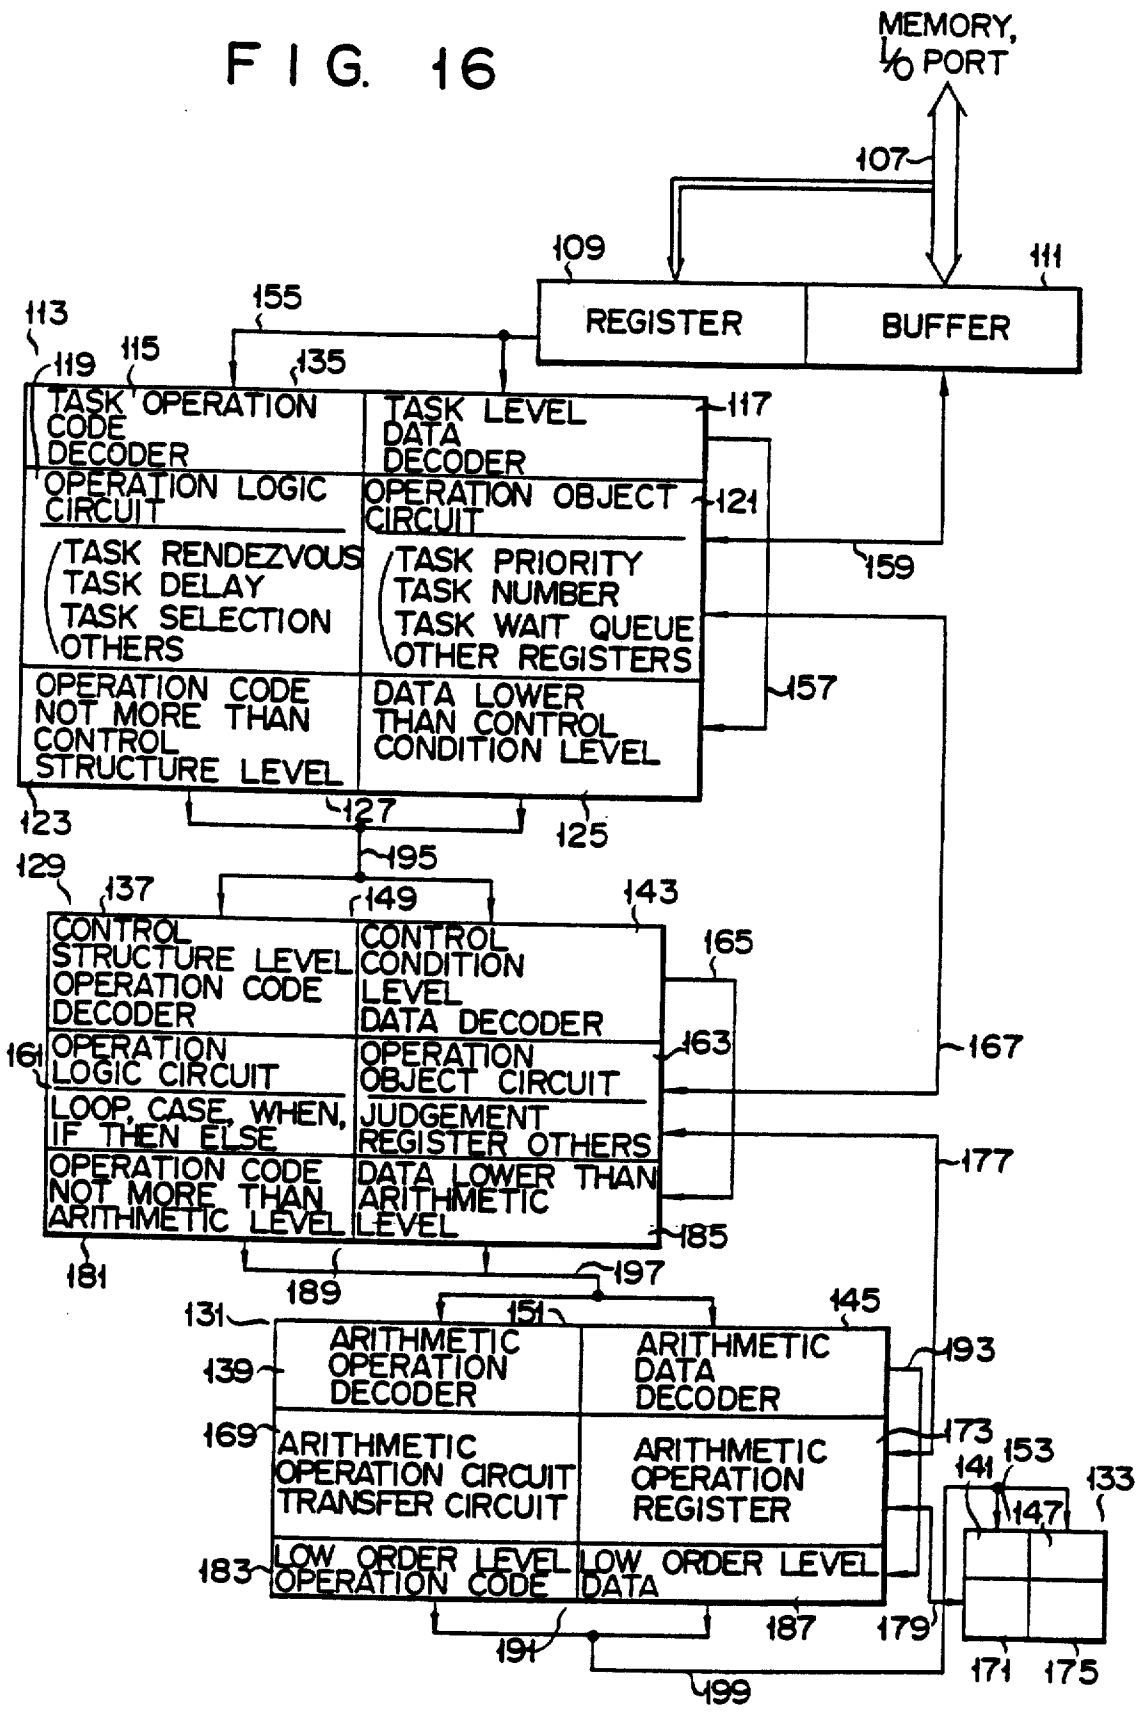 FIG. 16
MEMORY,
I/O PORT
107
109
111
REGISTER
BUFFER
155
113
119
115
135
117
TASK OPERATION
CODE
DECODER
TASK LEVEL
DATA
DECODER
OPERATION LOGIC
CIRCUIT
OPERATION OBJECT
CIRCUIT
121
159
TASK RENDEZVOUS
TASK DELAY
TASK SELECTION
OTHERS
TASK PRIORITY
TASK NUMBER
TASK WAIT QUEUE
OTHER REGISTERS
157
OPERATION CODE
NOT MORE THAN
CONTROL
STRUCTURE LEVEL
DATA LOWER
THAN CONTROL
CONDITION LEVEL
123
127
125
195
129
137
149
143
165
CONTROL
STRUCTURE LEVEL
OPERATION CODE
DECODER
CONTROL
CONDITION
LEVEL
DATA DECODER
161
163
167
OPERATION
LOGIC CIRCUIT
OPERATION
OBJECT CIRCUIT
LOOP, CASE, WHEN,
IF THEN ELSE
JUDGEMENT
REGISTER OTHERS
177
OPERATION CODE
NOT MORE THAN
ARITHMETIC LEVEL
DATA LOWER THAN
ARITHMETIC
LEVEL
185
181
189
197
131
151
145
139
193
ARITHMETIC
OPERATION
DECODER
ARITHMETIC
DATA
DECODER
169
173
ARITHMETIC
OPERATION CIRCUIT
TRANSFER CIRCUIT
ARITHMETIC
OPERATION
REGISTER
153
141
147
133
183
LOW ORDER LEVEL
OPERATION CODE
LOW ORDER LEVEL
DATA
191
187
179
171
175
199